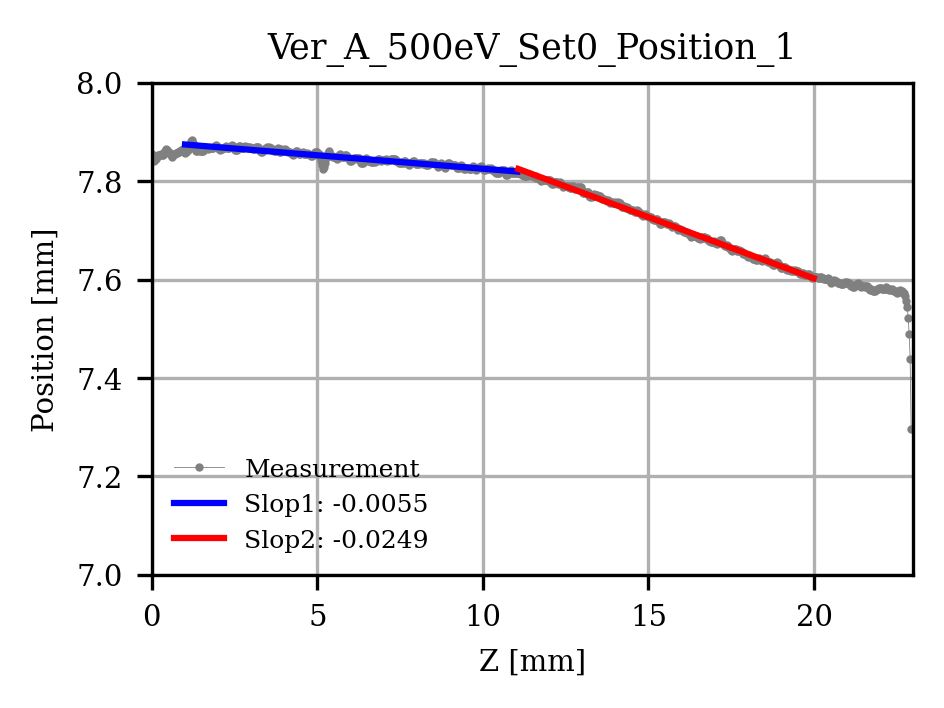 Ver_A_500eV_Set0_Position_1
8.0
7.8
7.6
7.4
7.2
7.0
Position [mm]
Measurement
Slop1: -0.0055
Slop2: -0.0249
0 5 10 15 20
Z [mm]